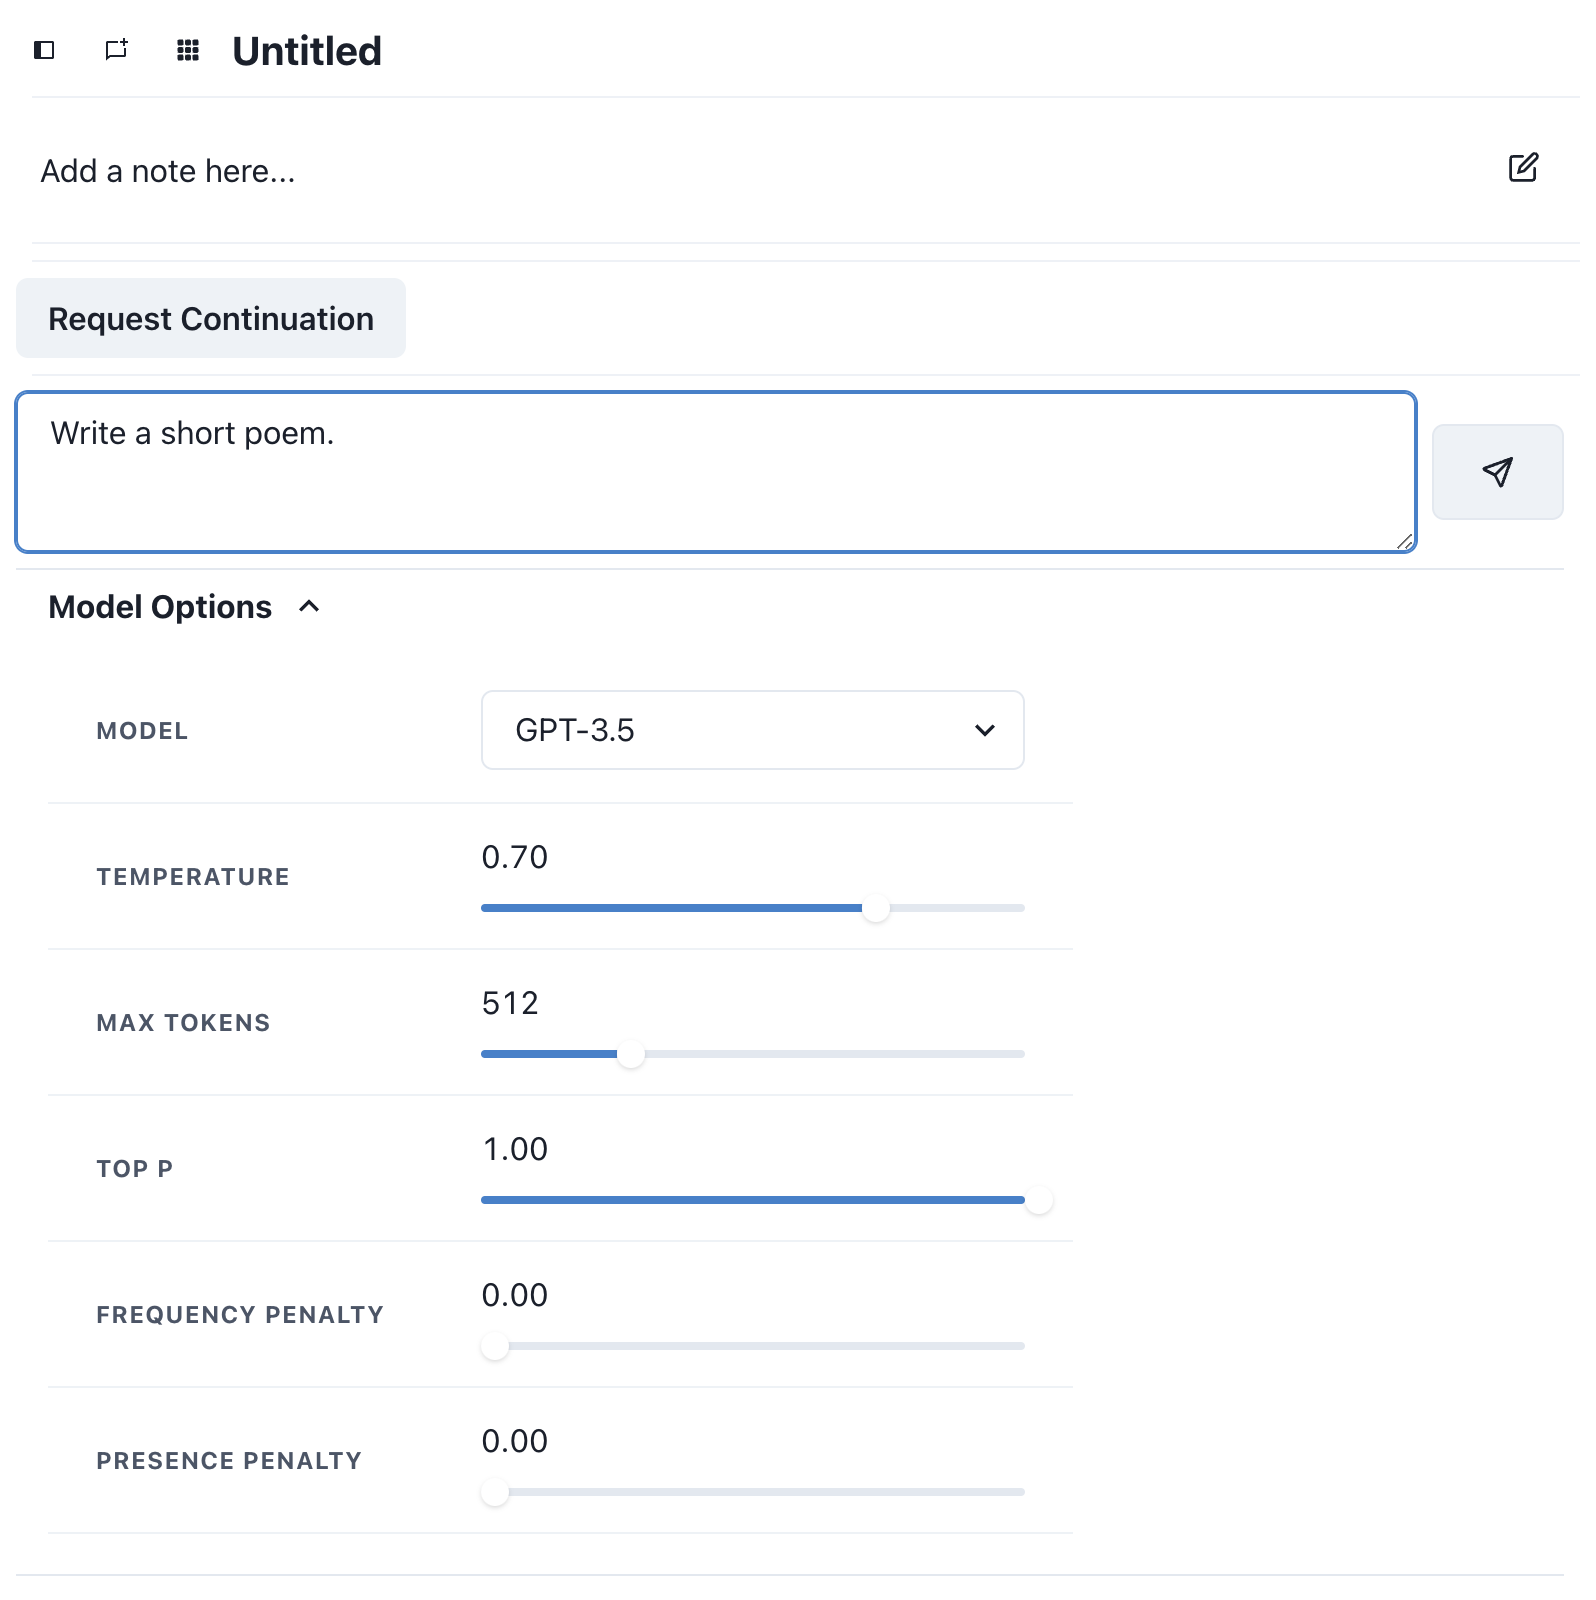 Untitled
Add a note here...
Request Continuation
Write a short poem.
Model Options
MODEL
GPT-3.5
TEMPERATURE
0.70
MAX TOKENS
512
TOP P
1.00
FREQUENCY PENALTY
0.00
PRESENCE PENALTY
0.00